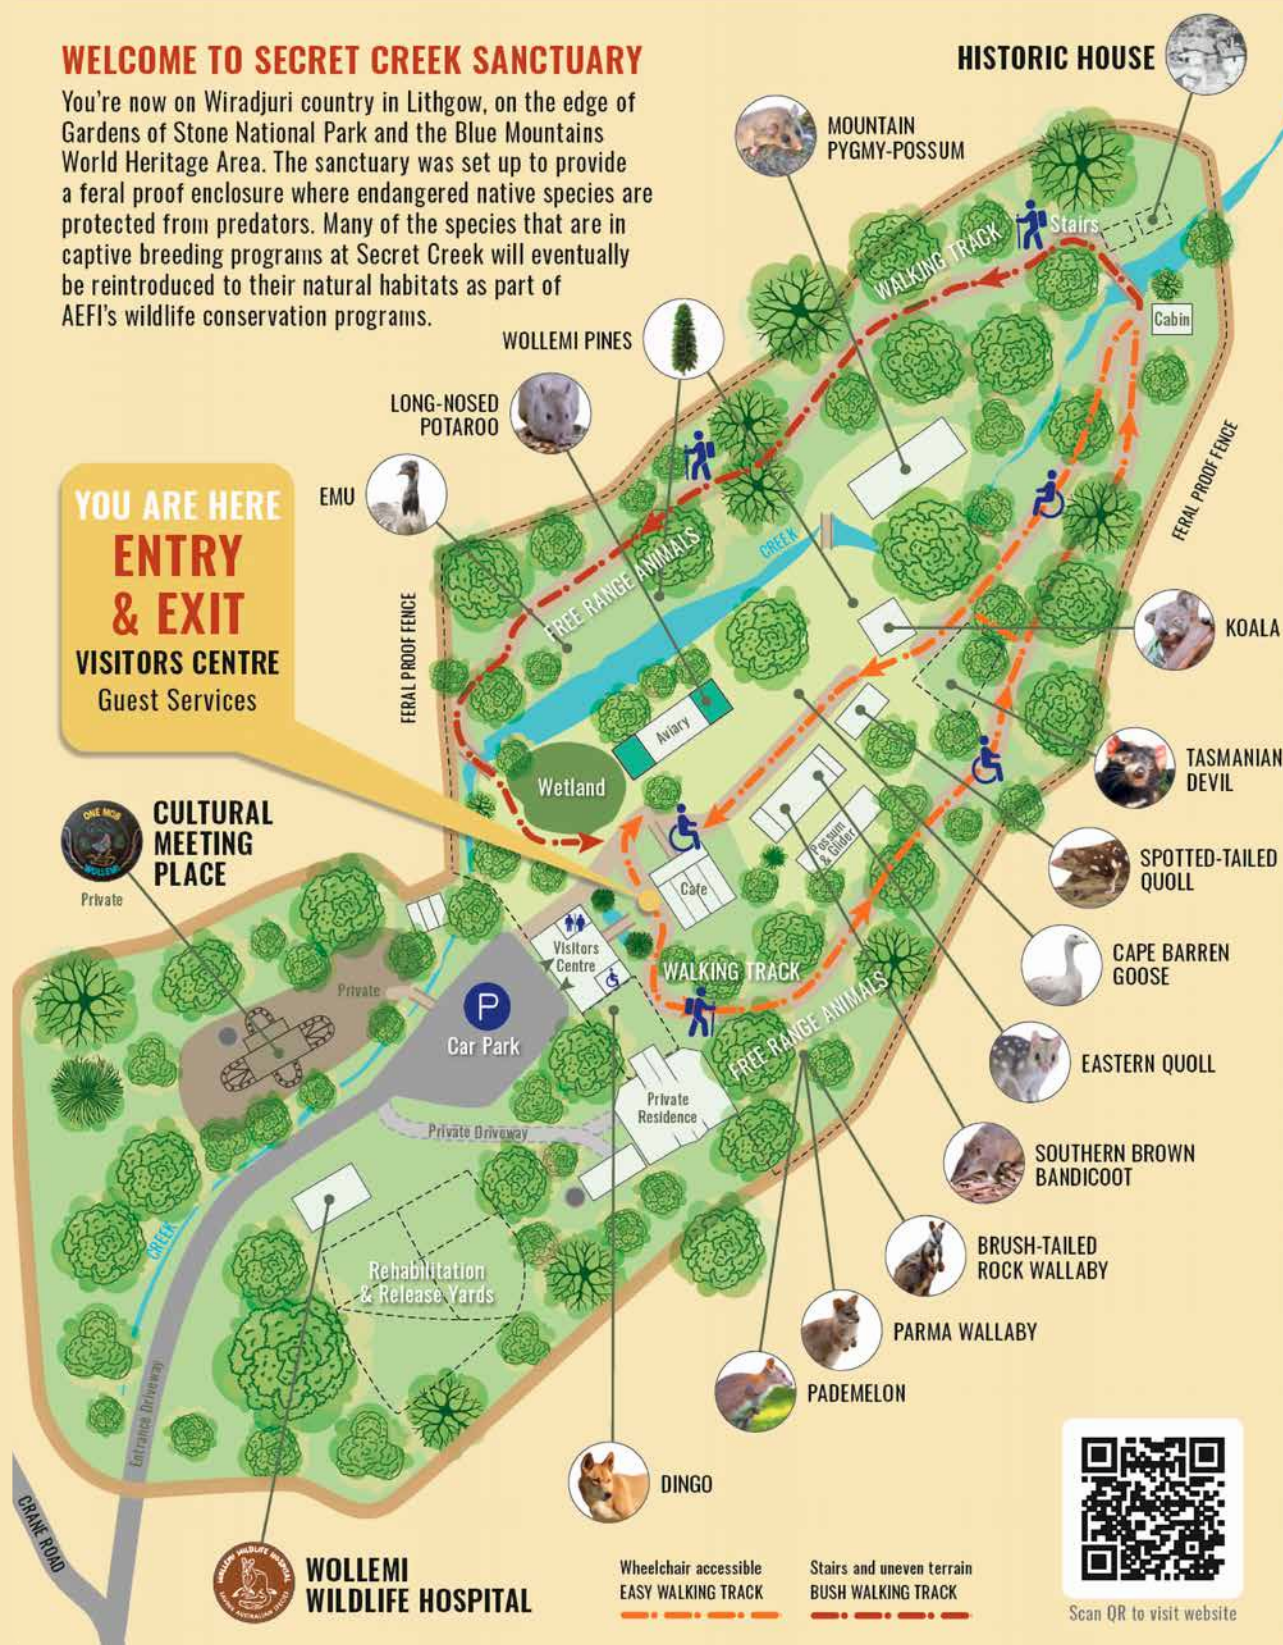 WELCOME TO SECRET CREEK SANCTUARY
You're now on Wiradjuri country in Lithgow, on the edge of
Gardens of Stone National Park and the Blue Mountains
World Heritage Area. The sanctuary was set up to provide
a feral proof enclosure where endangered native species are
protected from predators. Many of the species that are in
captive breeding programs at Secret Creek will eventually
be reintroduced to their natural habitats as part of
AEFI's wildlife conservation programs.
HISTORIC HOUSE
MOUNTAIN
PYGMY-POSSUM
Stairs
WALKING TRACK
Cabin
WOLLEMI PINES
LONG-NOSED
POTAROO
EMU
FERAL PROOF FENCE
YOU ARE HERE
ENTRY
& EXIT
VISITORS CENTRE
Guest Services
FERAL PROOF FENCE
FREE RANGE ANIMALS
CREEK
KOALA
Aviary
Wetland
TASMANIAN
DEVIL
Possum
& Glider
SPOTTED-TAILED
QUOLL
CULTURAL
MEETING
PLACE
ONE MOB
WOLLEMI
Private
Cafe
Visitors
Centre
WALKING TRACK
CAPE BARREN
GOOSE
Private
P
Car Park
FREE RANGE ANIMALS
EASTERN QUOLL
Private
Residence
Private Driveway
SOUTHERN BROWN
BANDICOOT
CREEK
Rehabilitation
& Release Yards
BRUSH-TAILED
ROCK WALLABY
PARMA WALLABY
PADEMELON
Entrance Driveway
DINGO
CRANE ROAD
WOLLEMI WILDLIFE HOSPITAL
WOLLEMI
WILDLIFE HOSPITAL
Wheelchair accessible
EASY WALKING TRACK
Stairs and uneven terrain
BUSH WALKING TRACK
Scan QR to visit website